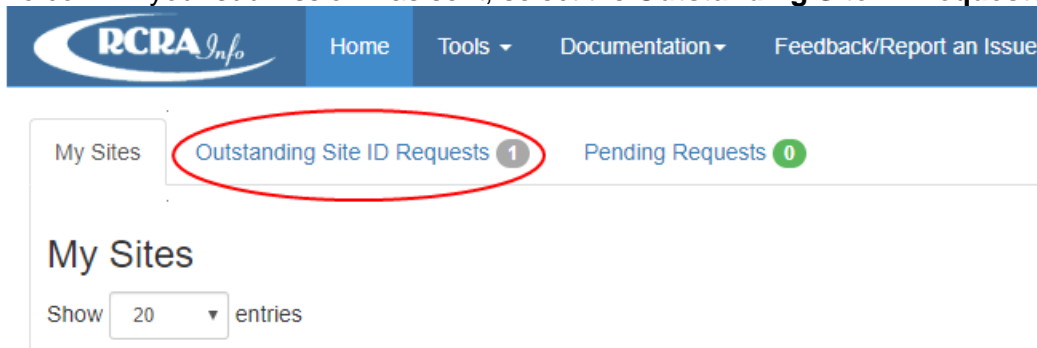 RCRA Info Home Tools Documentation Feedback/Report an Issue
My Sites Outstanding Site ID Requests 1 Pending Requests 0
My Sites
Show 20 entries